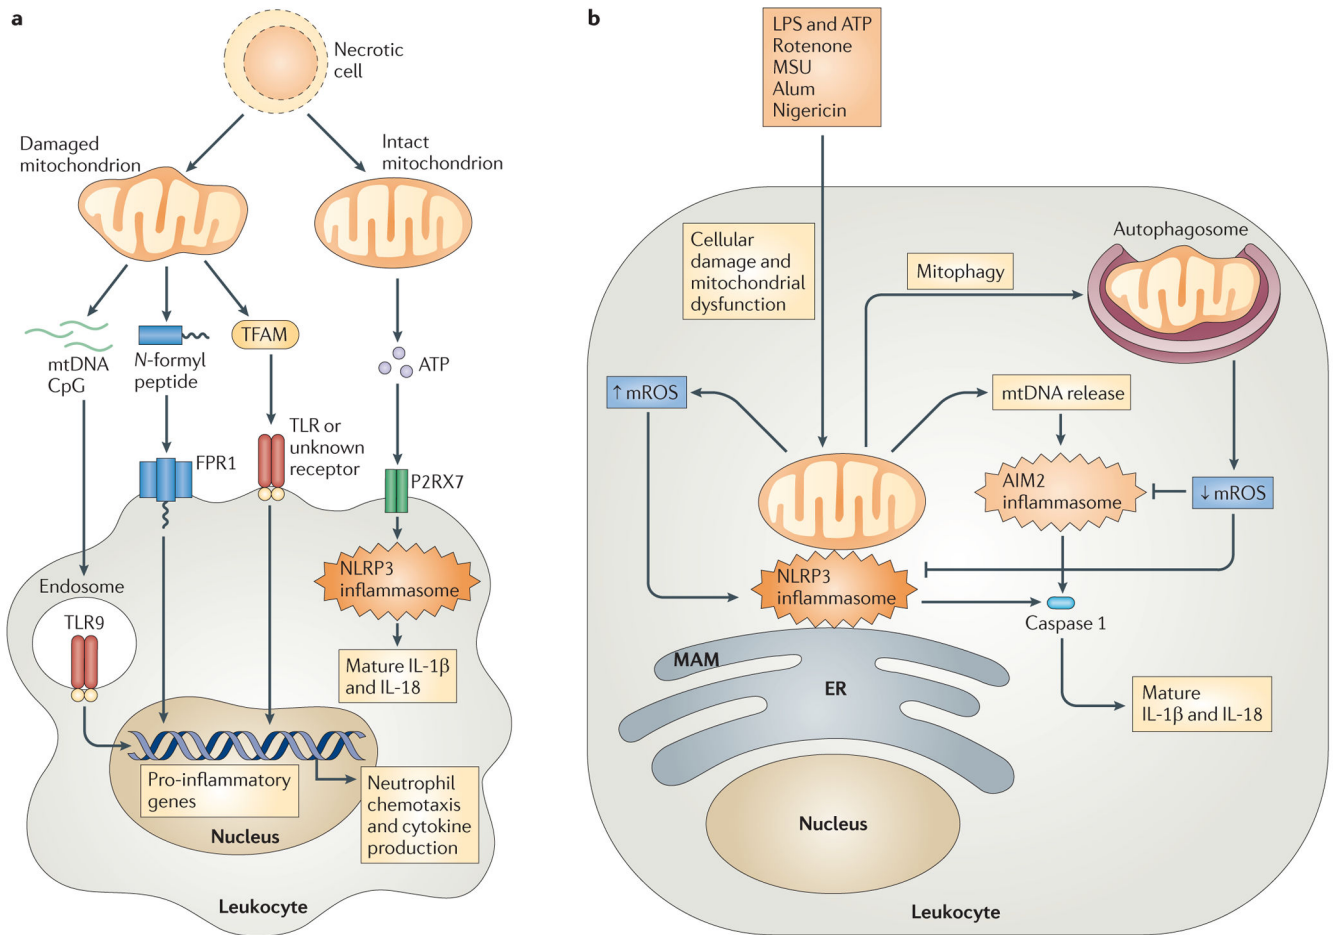 a
Necrotic
cell
Damaged
mitochondrion
Intact
mitochondrion
mtDNA
CpG
N-formyl
peptide
TFAM
ATP
FPR1
TLR or
unknown
receptor
P2RX7
NLRP3
inflammasome
Endosome
TLR9
Mature IL-1β
and IL-18
Pro-inflammatory
genes
Nucleus
Neutrophil
chemotaxis
and cytokine
production
Leukocyte
b
LPS and ATP
Rotenone
MSU
Alum
Nigericin
Cellular
damage and
mitochondrial
dysfunction
Mitophagy
Autophagosome
↑ mROS
mtDNA release
AIM2
inflammasome
↓ mROS
NLRP3
inflammasome
Caspase 1
MAM
ER
Mature
IL-1β and IL-18
Nucleus
Leukocyte